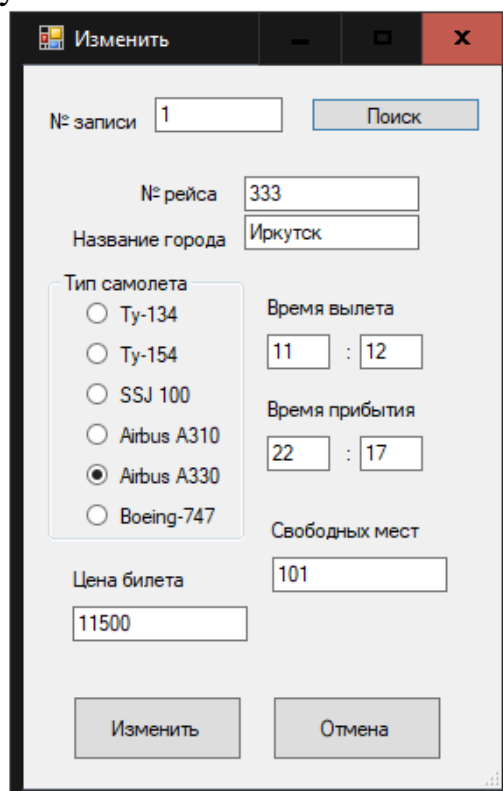 Изменить
№ записи 1 Поиск
№ рейса 333
Название города Иркутск
Тип самолета
Ту-134
Ту-154
SSJ 100
Airbus A310
Airbus A330
Boeing-747
Время вылета
11 : 12
Время прибытия
22 : 17
Свободных мест
101
Цена билета
11500
Изменить Отмена